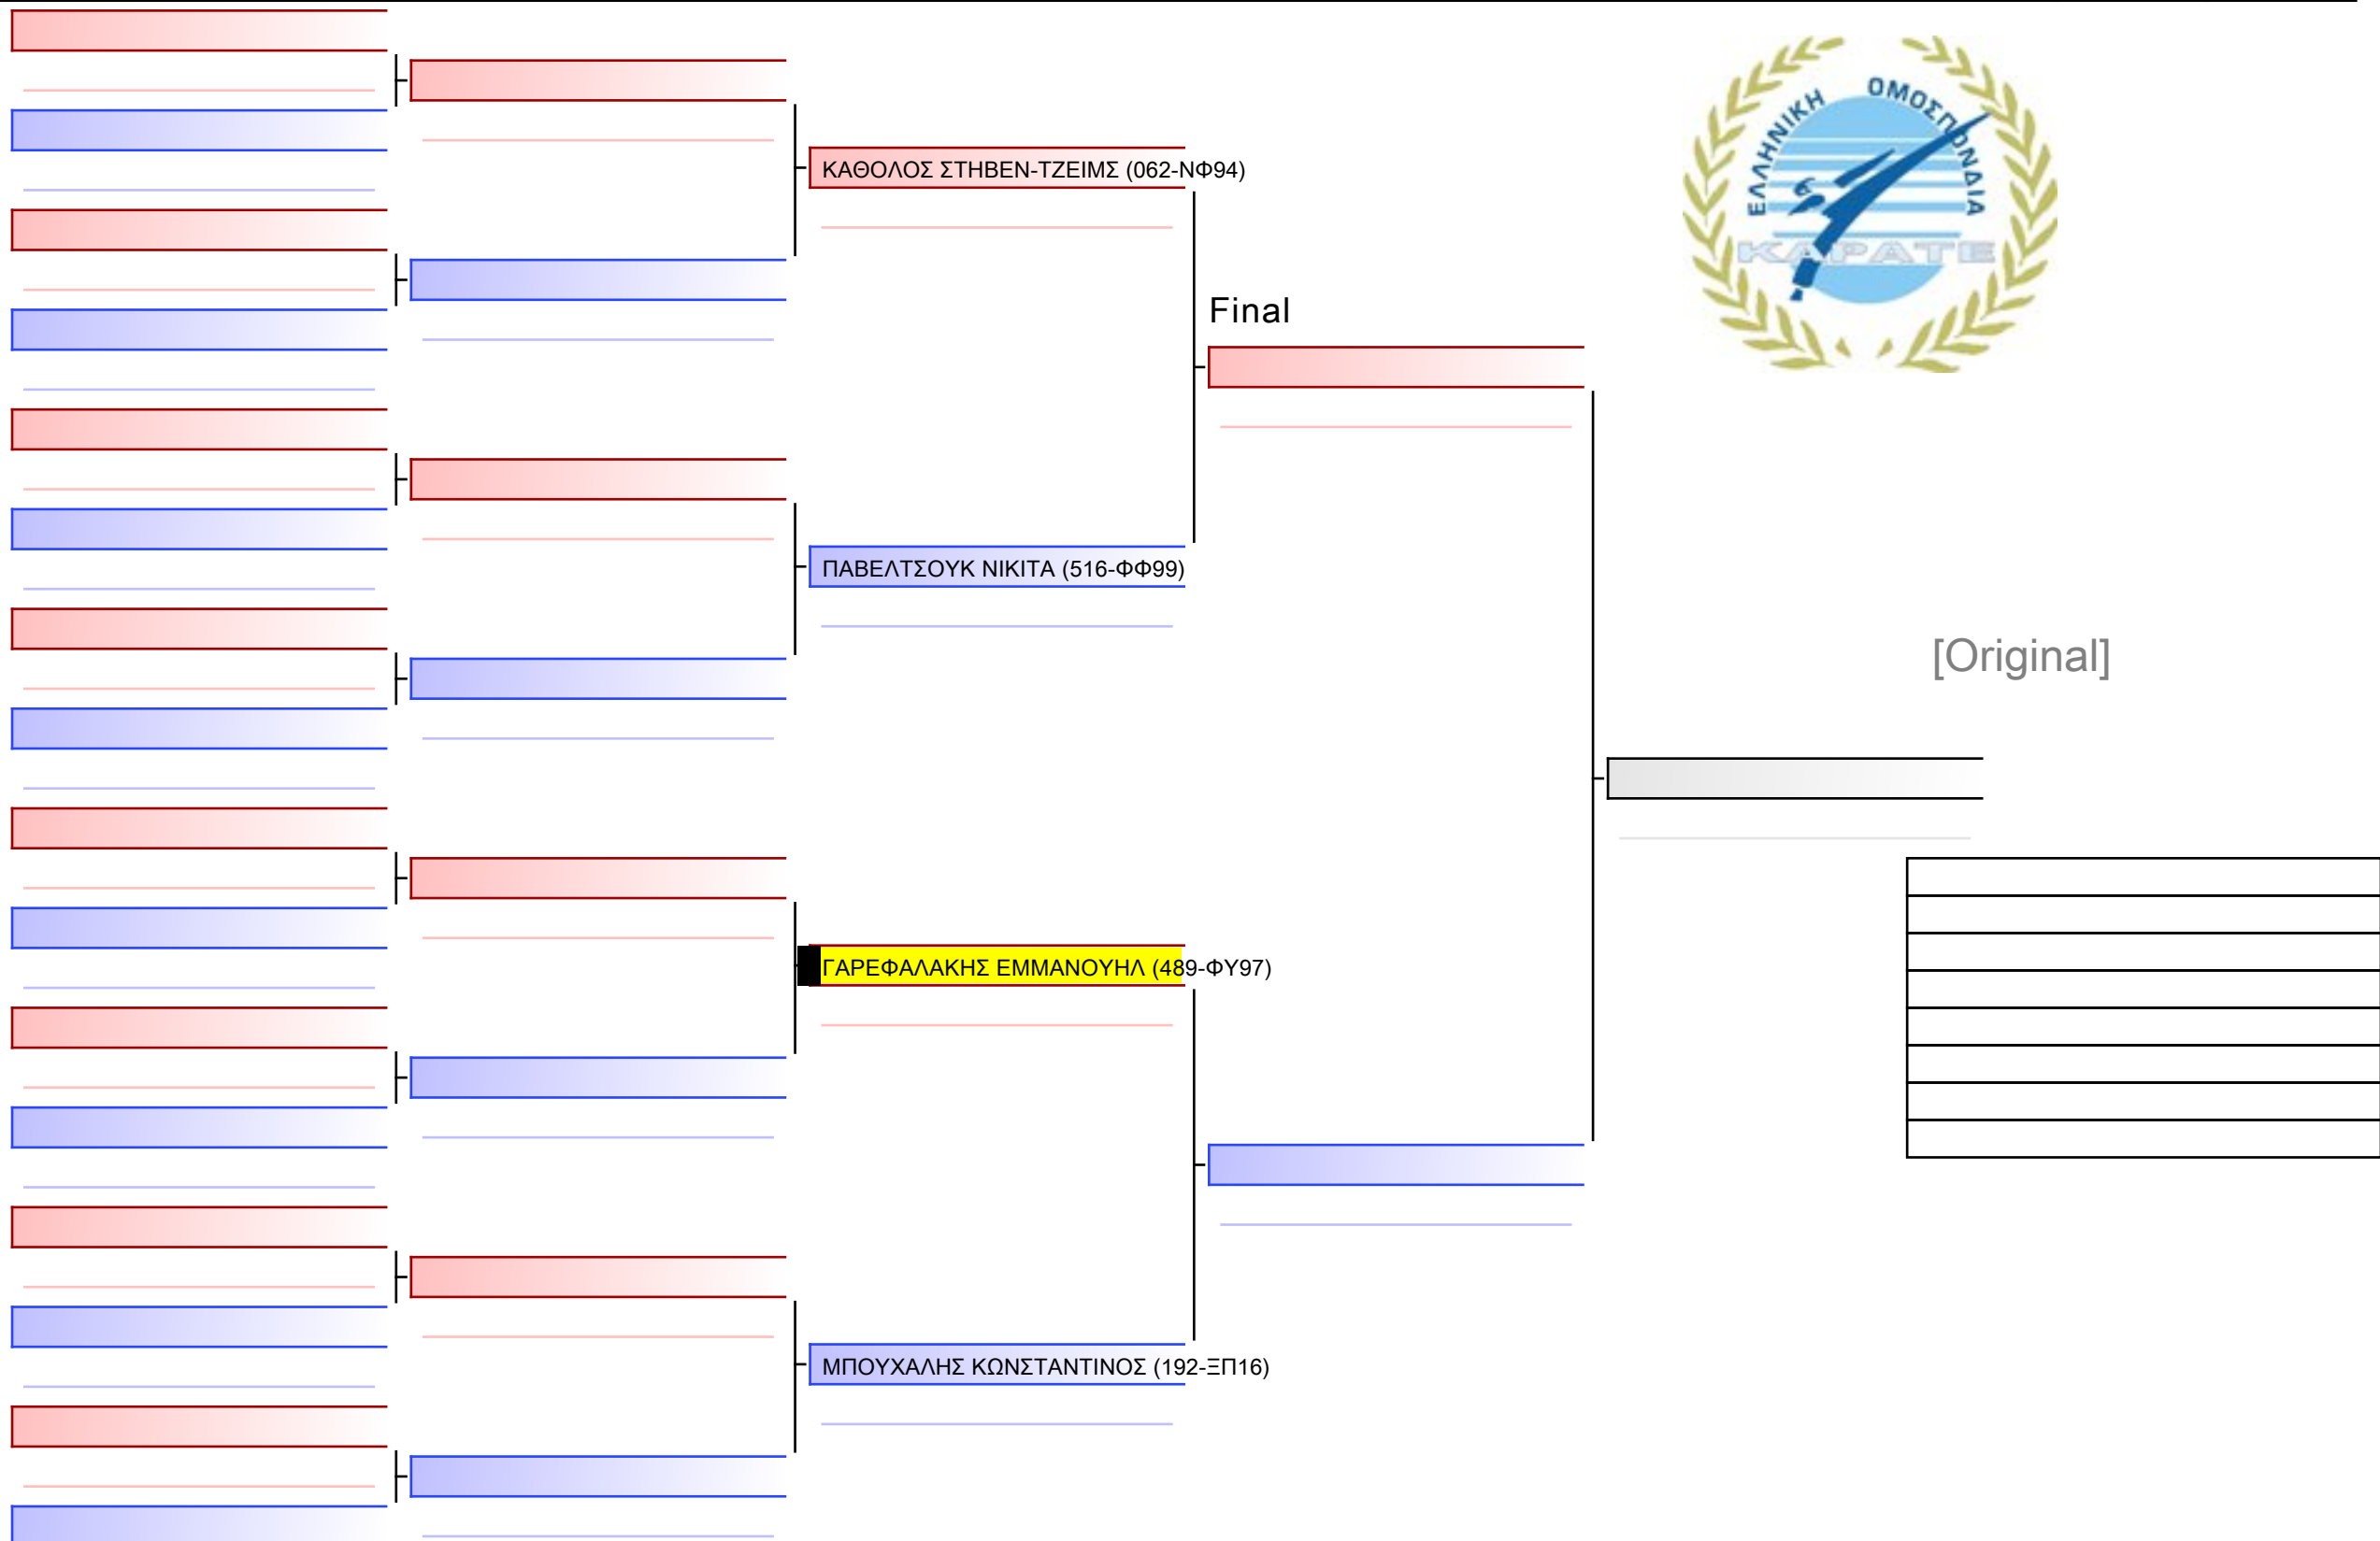 ΕΛΛΗΝΙΚΗ ΟΜΟΣΠΟΝΔΙΑ
ΚΑΡΑΤΕ
ΚΑΘΟΛΟΣ ΣΤΗΒΕΝ-ΤΖΕΙΜΣ (062-ΝΦ94)
Final
ΠΑΒΕΛΤΣΟΥΚ ΝΙΚΙΤΑ (516-ΦΦ99)
[Original]
ΓΑΡΕΦΑΛΑΚΗΣ ΕΜΜΑΝΟΥΗΛ (489-ΦΥ97)
ΜΠΟΥΧΑΛΗΣ ΚΩΝΣΤΑΝΤΙΝΟΣ (192-ΞΠ16)